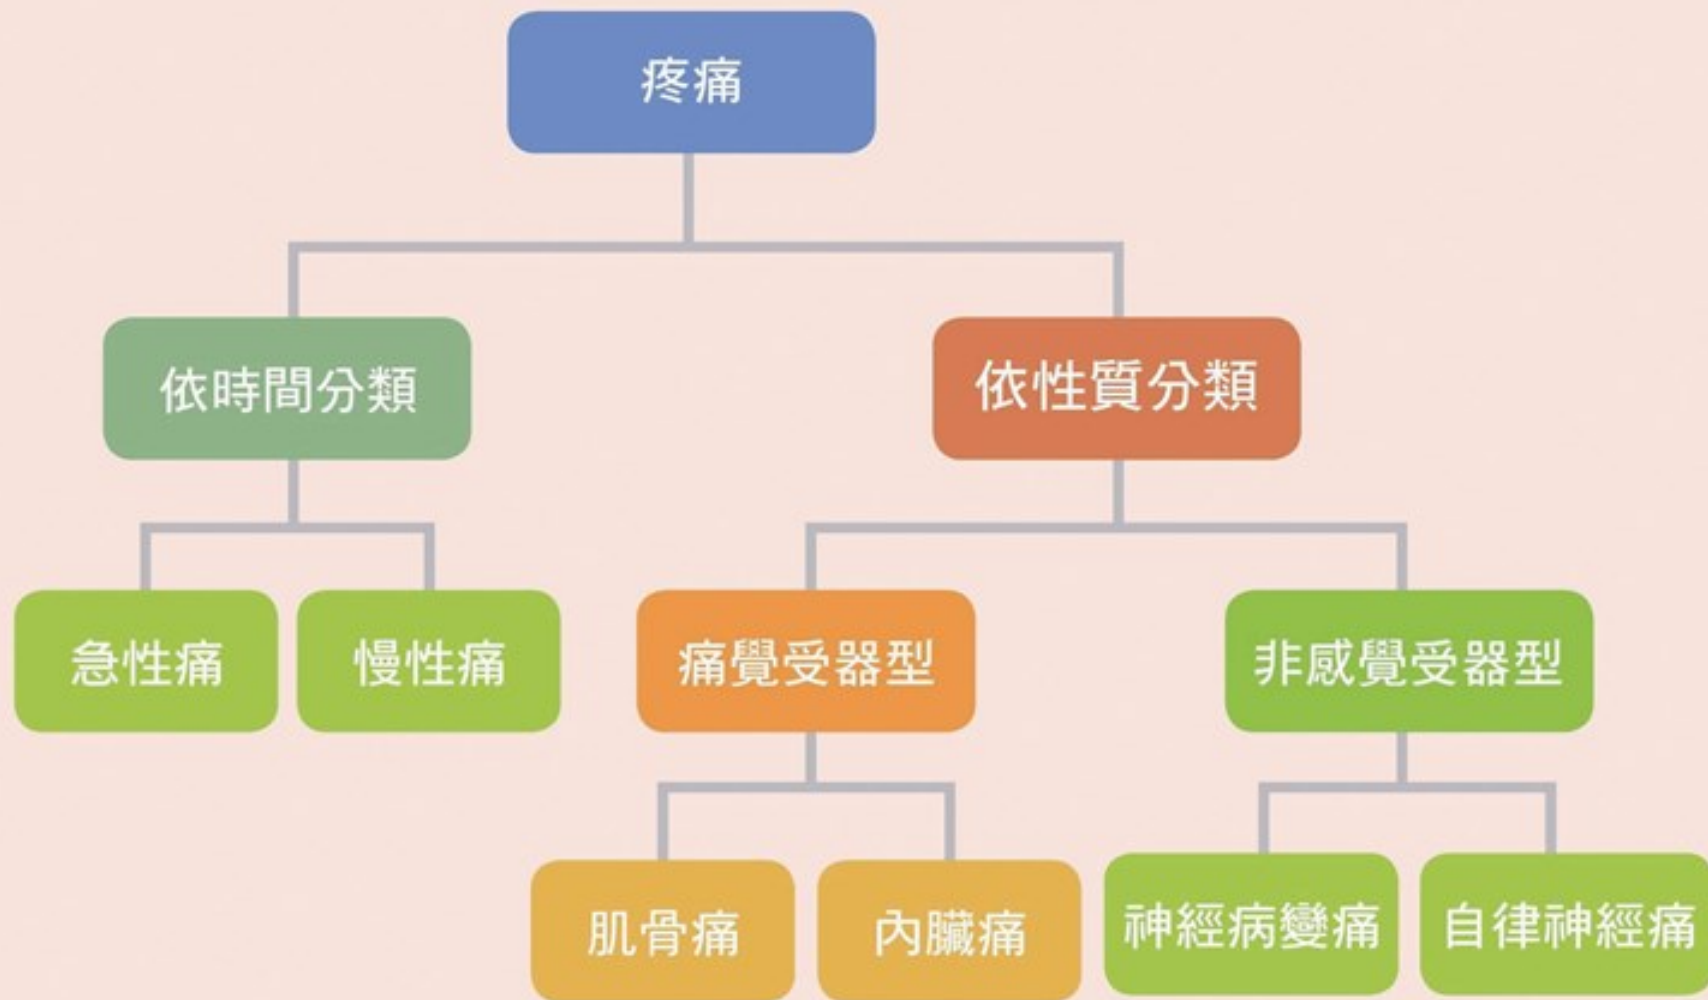 疼痛
依時間分類
依性質分類
急性痛
慢性痛
痛覺受器型
非感覺受器型
肌骨痛
內臟痛
神經病變痛
自律神經痛